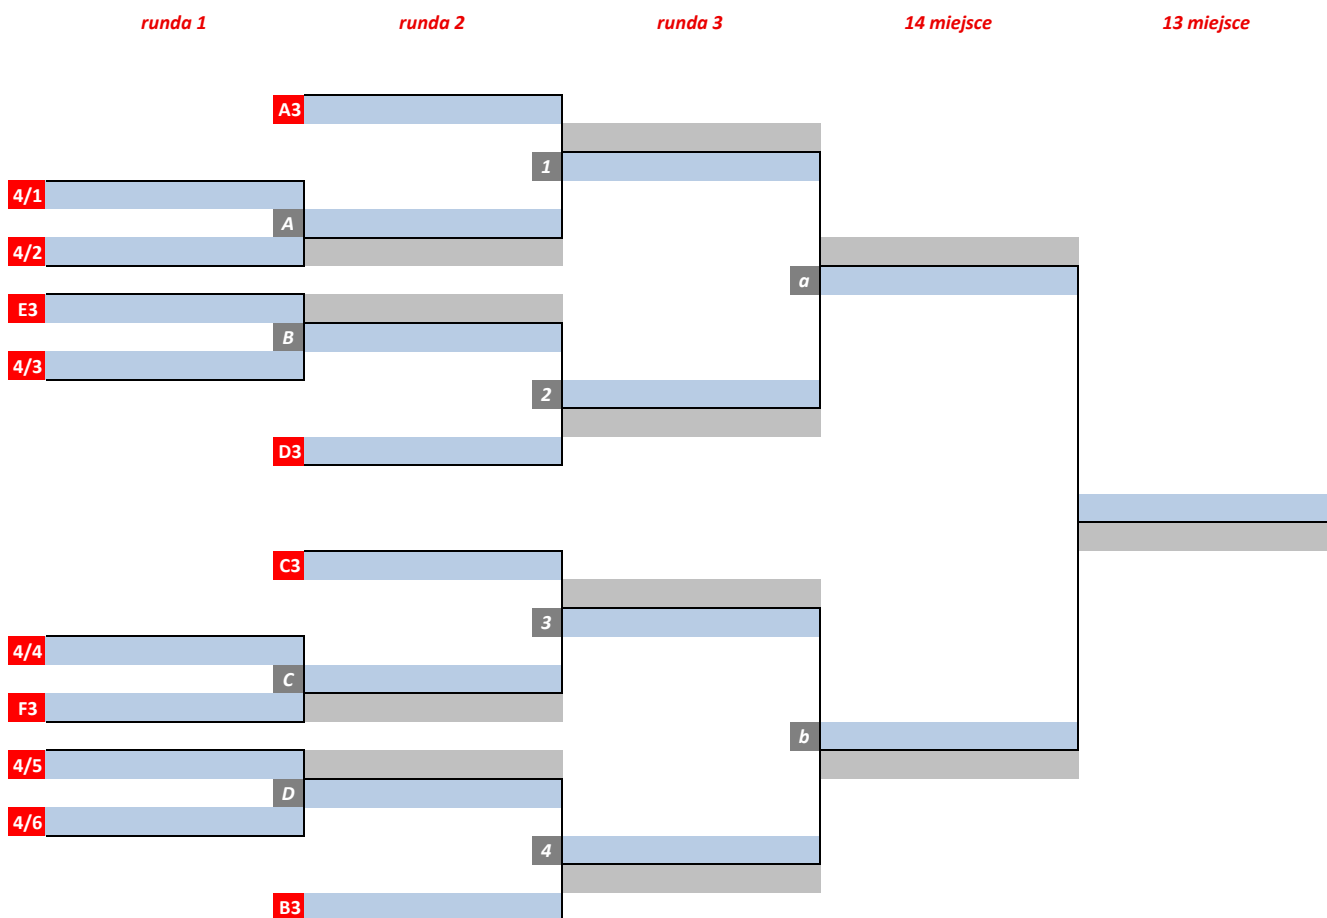 runda 1 runda 2 runda 3 14 miejsce 13 miejsce
A3
1
4/1
A
4/2
a
E3
B
4/3
2
D3
C3
3
4/4
C
F3
b
4/5
D
4/6
4
B3